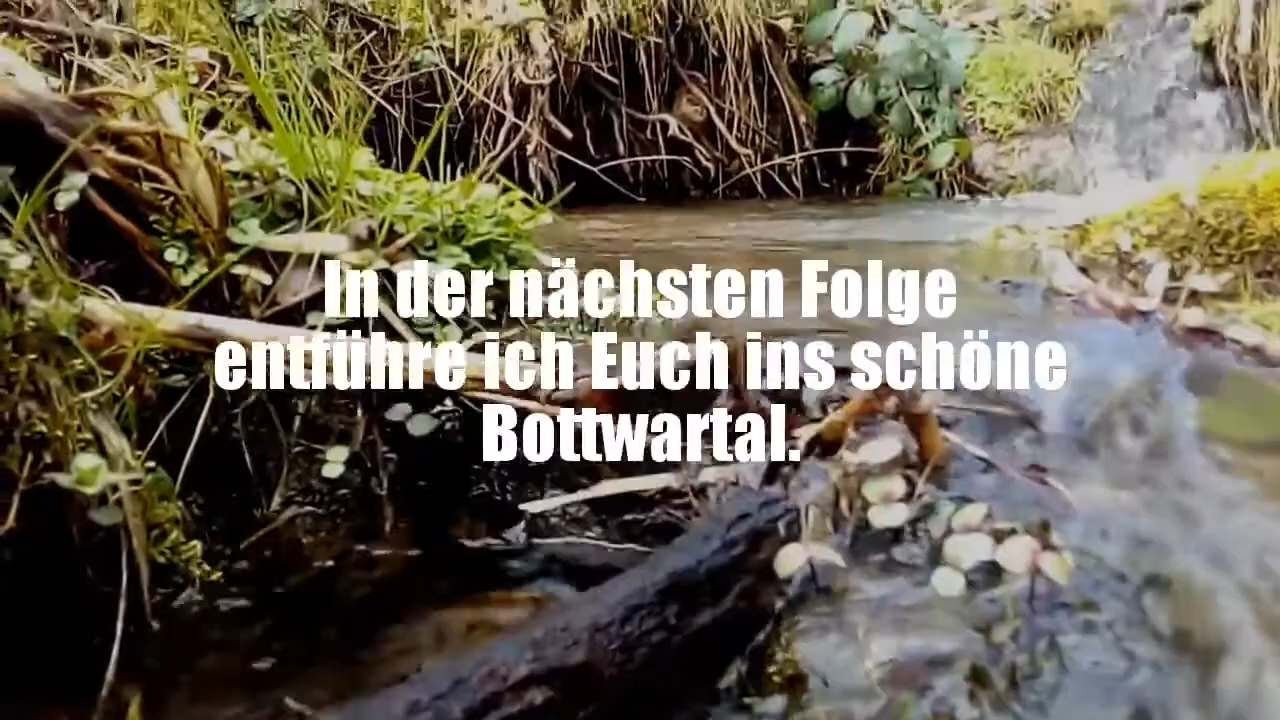 In der nächsten Folge
entführe ich Euch ins schöne
Bottwartal.